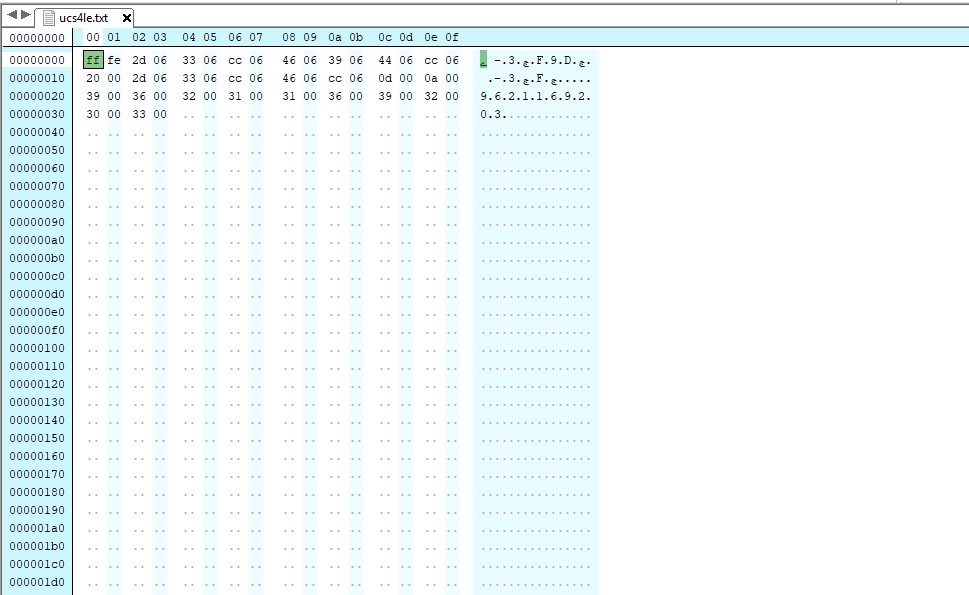 ucs4le.txt
00000000 00 01 02 03 04 05 06 07 08 09 0a 0b 0c 0d 0e 0f
00000000 ff fe 2d 06 33 06 cc 06 46 06 39 06 44 06 cc 06 ے -.3.ﻊ.F.9.D.ﻊ.
00000010 20 00 2d 06 33 06 cc 06 46 06 cc 06 0d 00 0a 00 .-.3.ﻊ.F.ﻊ.....
00000020 39 00 36 00 32 00 31 00 31 00 36 00 39 00 32 00 9.6.2.1.1.6.9.2.
00000030 30 00 33 00 .. .. .. .. .. .. .. .. .. .. .. .. 0.3.............
00000040 .. .. .. .. .. .. .. .. .. .. .. .. .. .. .. .. ................
00000050 .. .. .. .. .. .. .. .. .. .. .. .. .. .. .. .. ................
00000060 .. .. .. .. .. .. .. .. .. .. .. .. .. .. .. .. ................
00000070 .. .. .. .. .. .. .. .. .. .. .. .. .. .. .. .. ................
00000080 .. .. .. .. .. .. .. .. .. .. .. .. .. .. .. .. ................
00000090 .. .. .. .. .. .. .. .. .. .. .. .. .. .. .. .. ................
000000a0 .. .. .. .. .. .. .. .. .. .. .. .. .. .. .. .. ................
000000b0 .. .. .. .. .. .. .. .. .. .. .. .. .. .. .. .. ................
000000c0 .. .. .. .. .. .. .. .. .. .. .. .. .. .. .. .. ................
000000d0 .. .. .. .. .. .. .. .. .. .. .. .. .. .. .. .. ................
000000e0 .. .. .. .. .. .. .. .. .. .. .. .. .. .. .. .. ................
000000f0 .. .. .. .. .. .. .. .. .. .. .. .. .. .. .. .. ................
00000100 .. .. .. .. .. .. .. .. .. .. .. .. .. .. .. .. ................
00000110 .. .. .. .. .. .. .. .. .. .. .. .. .. .. .. .. ................
00000120 .. .. .. .. .. .. .. .. .. .. .. .. .. .. .. .. ................
00000130 .. .. .. .. .. .. .. .. .. .. .. .. .. .. .. .. ................
00000140 .. .. .. .. .. .. .. .. .. .. .. .. .. .. .. .. ................
00000150 .. .. .. .. .. .. .. .. .. .. .. .. .. .. .. .. ................
00000160 .. .. .. .. .. .. .. .. .. .. .. .. .. .. .. .. ................
00000170 .. .. .. .. .. .. .. .. .. .. .. .. .. .. .. .. ................
00000180 .. .. .. .. .. .. .. .. .. .. .. .. .. .. .. .. ................
00000190 .. .. .. .. .. .. .. .. .. .. .. .. .. .. .. .. ................
000001a0 .. .. .. .. .. .. .. .. .. .. .. .. .. .. .. .. ................
000001b0 .. .. .. .. .. .. .. .. .. .. .. .. .. .. .. .. ................
000001c0 .. .. .. .. .. .. .. .. .. .. .. .. .. .. .. .. ................
000001d0 .. .. .. .. .. .. .. .. .. .. .. .. .. .. .. .. ................